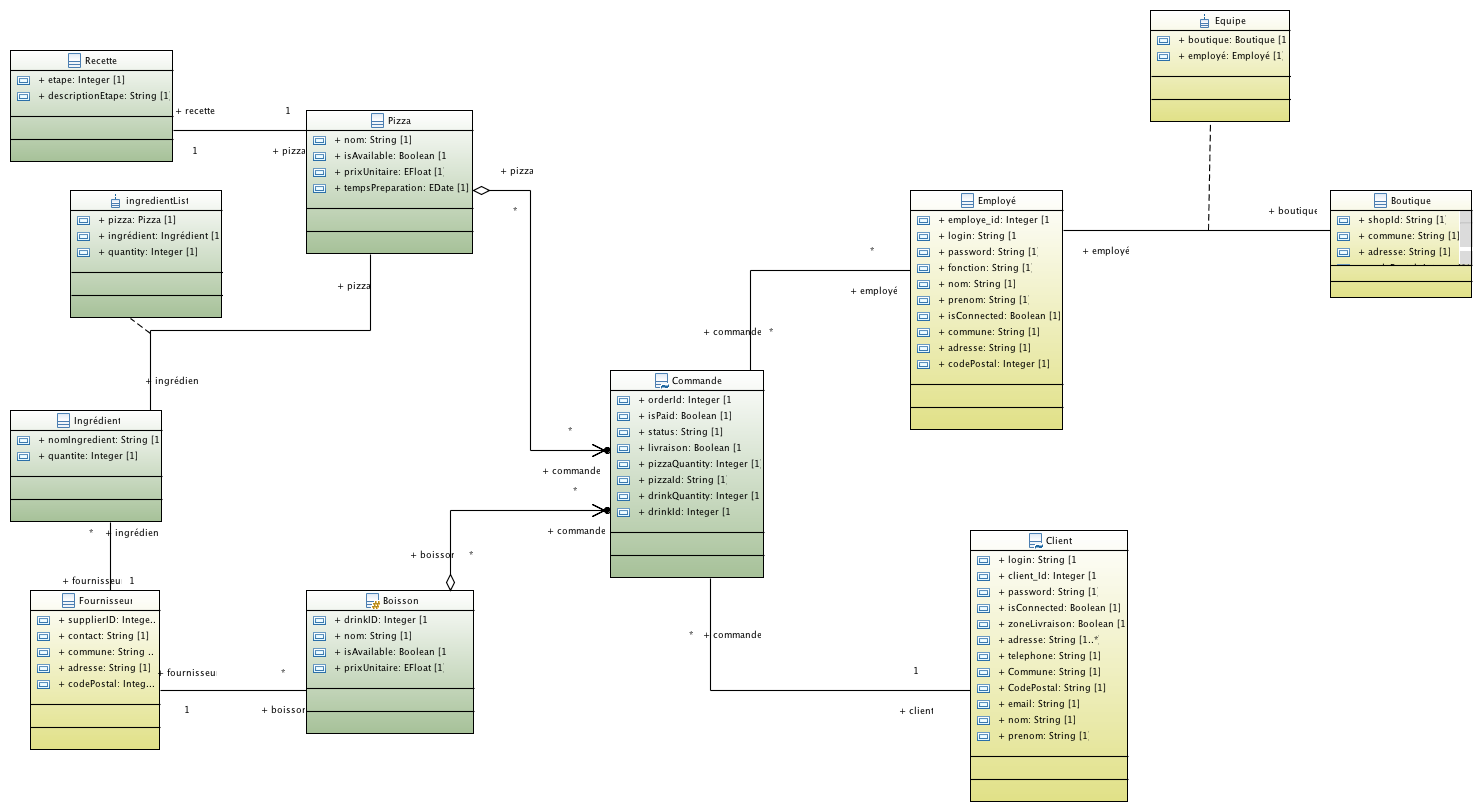 Equipe
+ boutique: Boutique [1
+ employé: Employé [1]
Recette
+ etape: Integer [1]
+ descriptionEtape: String [1]
+ recette
1
1
+ pizza
Pizza
+ nom: String [1]
+ isAvailable: Boolean [1
+ prixUnitaire: EFloat [1]
+ tempsPreparation: EDate [1]
+ pizza
*
ingredientList
+ pizza: Pizza [1]
+ ingrédient: Ingrédient [1
+ quantity: Integer [1]
+ pizza
+ ingrédien
Employé
+ employe_id: Integer [1
+ login: String [1
+ password: String [1]
+ fonction: String [1]
+ nom: String [1]
+ prenom: String [1]
+ isConnected: Boolean [1]
+ commune: String [1]
+ adresse: String [1]
+ codePostal: Integer [1]
+ employé
+ boutique
Boutique
+ shopId: String [1]
+ commune: String [1]
+ adresse: String [1]
*
+ employé
+ commande *
Commande
+ orderId: Integer [1
+ isPaid: Boolean [1]
+ status: String [1]
+ livraison: Boolean [1
+ pizzaQuantity: Integer [1]
+ pizzaId: String [1]
+ drinkQuantity: Integer [1
+ drinkId: Integer [1
*
+ commande
*
+ commande
Ingrédient
+ nomIngredient: String [1
+ quantite: Integer [1]
* + ingrédien
+ fournisseu 1
Fournisseur
+ supplierID: Intege..
+ contact: String [1]
+ commune: String ..
+ adresse: String [1]
+ codePostal: Integ...
+ fournisseu
*
1
+ boisson
+ boisson *
Boisson
+ drinkID: Integer [1
+ nom: String [1]
+ isAvailable: Boolean [1
+ prixUnitaire: EFloat [1]
* + commande
1
+ client
Client
+ login: String [1
+ client_Id: Integer [1
+ password: String [1]
+ isConnected: Boolean [1]
+ zoneLivraison: Boolean [1
+ adresse: String [1..*]
+ telephone: String [1]
+ Commune: String [1]
+ CodePostal: String [1]
+ email: String [1]
+ nom: String [1]
+ prenom: String [1]